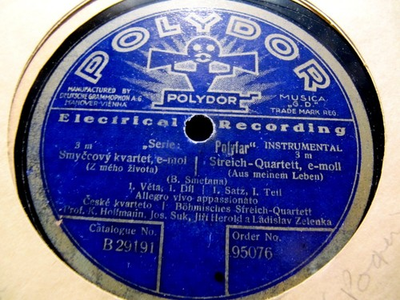 POLYDOR
MANUFACTURED BY
DEUTSCHE GRAMMOPHON A.G.
HANOVER-VIENNA
POLYDOR
MUSICA
"G.D."
TRADE MARK REG.
Electrical Recording
"Serie: Polyfar" INSTRUMENTAL
3 m 3 m
Smyčcový kvartet, e-mol Streich-Quartett, e-moll
(Z mého života) (Aus meinem Leben)
(B. Smetana)
1. Věta, 1. Díl 1. Satz, 1. Teil
Allegro vivo appassionato
České kvarteto Böhmisches Streich-Quartett
Prof. K. Hoffmann, Jos. Suk, Jiří Herold a Ladislav Zelenka
Catalogue No. Order No.
B 29191 95076